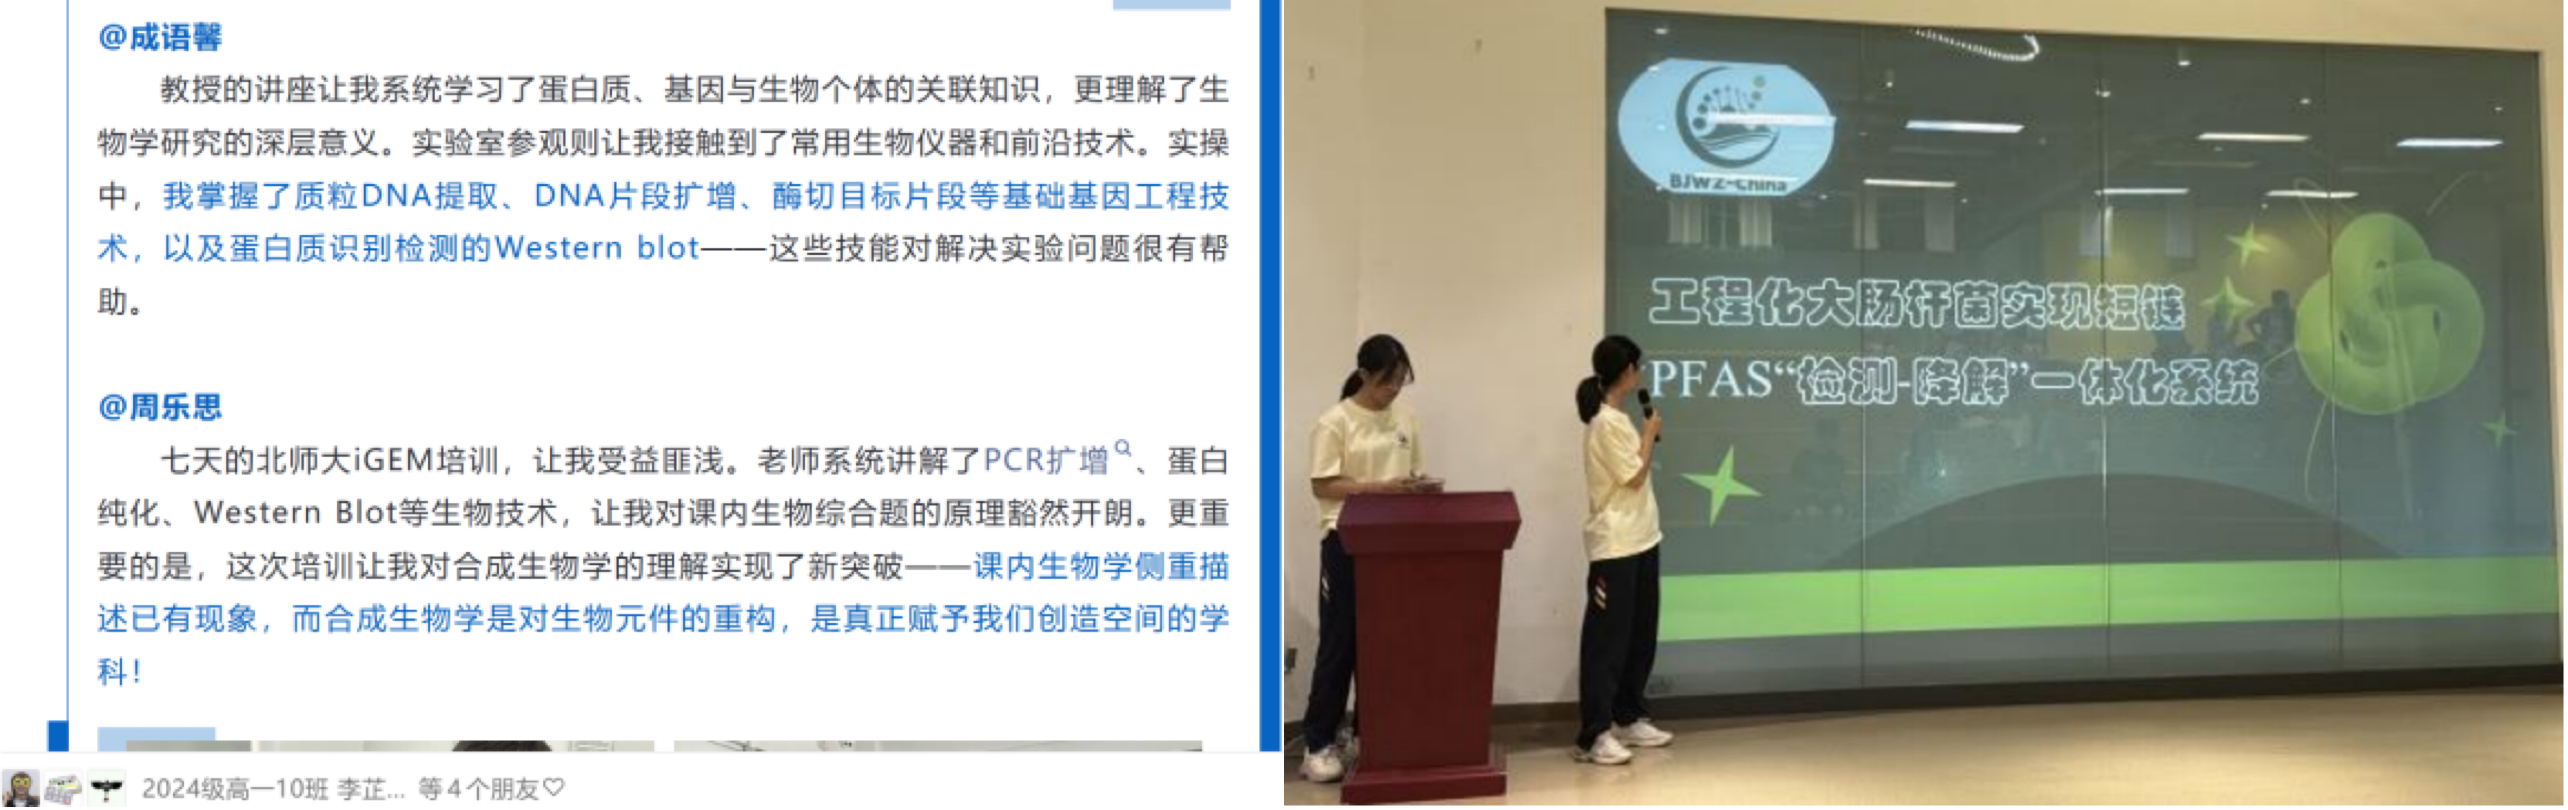 @成语馨
教授的讲座让我系统学习了蛋白质、基因与生物个体的关联知识，更理解了生
物学研究的深层意义。实验室参观则让我接触到了常用生物仪器和前沿技术。实操
中，我掌握了质粒DNA提取、DNA片段扩增、酶切目标片段等基础基因工程技
术，以及蛋白质识别检测的Western blot——这些技能对解决实验问题很有帮
助。
@周乐思
七天的北师大iGEM培训，让我受益匪浅。老师系统讲解了PCR扩增、蛋白
纯化、Western Blot等生物技术，让我对课内生物综合题的原理豁然开朗。更重
要的是，这次培训让我对合成生物学的理解实现了新突破——课内生物学侧重描
述已有现象，而合成生物学是对生物元件的重构，是真正赋予我们创造空间的学
科！
2024级高一10班 李芷... 等4个朋友
BJWZ-China
工程化大肠杆菌实现短链
PFAS“检测-降解”一体化系统